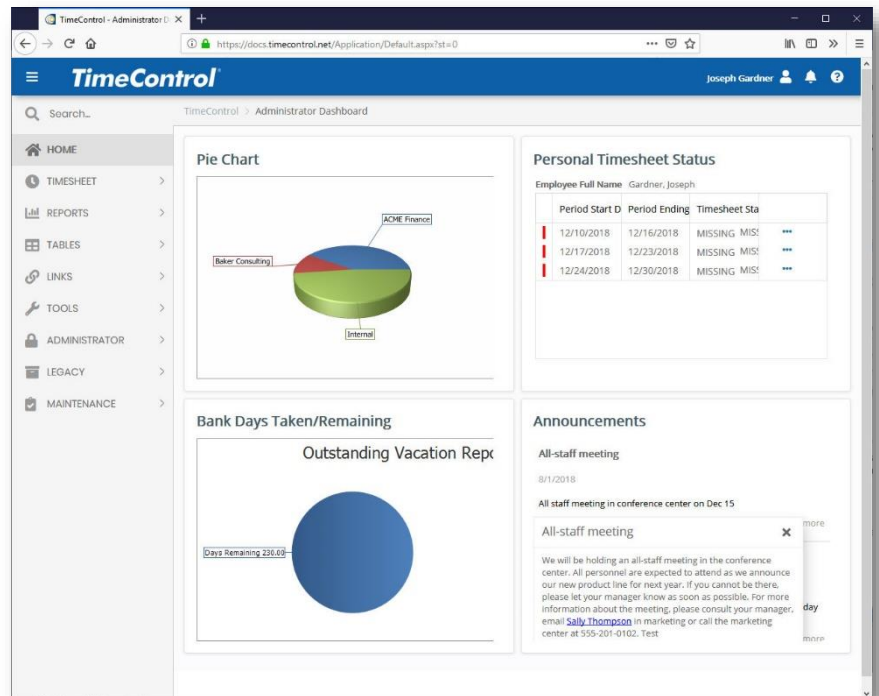 TimeControl - Administrator D
https://docs.timecontrol.net/Application/Default.aspx?st=0
TimeControl
Joseph Gardner
Search...
TimeControl > Administrator Dashboard
HOME
TIMESHEET
REPORTS
TABLES
LINKS
TOOLS
ADMINISTRATOR
LEGACY
MAINTENANCE
Pie Chart
ACME Finance
Baker Consulting
Internal
Personal Timesheet Status
Employee Full Name Gardner, Joseph
Period Start D Period Ending Timesheet Sta
12/10/2018 12/16/2018 MISSING MISS
12/17/2018 12/23/2018 MISSING MISS
12/24/2018 12/30/2018 MISSING MISS
Bank Days Taken/Remaining
Outstanding Vacation Repo
Days Remaining 230.00
Announcements
All-staff meeting
8/1/2018
All staff meeting in conference center on Dec 15
more
All-staff meeting
We will be holding an all-staff meeting in the conference
center. All personnel are expected to attend as we announce
our new product line for next year. If you cannot be there,
please let your manager know as soon as possible. For more
information about the meeting, please consult your manager,
email Sally Thompson in marketing or call the marketing
center at 555-201-0102. Test
day
more